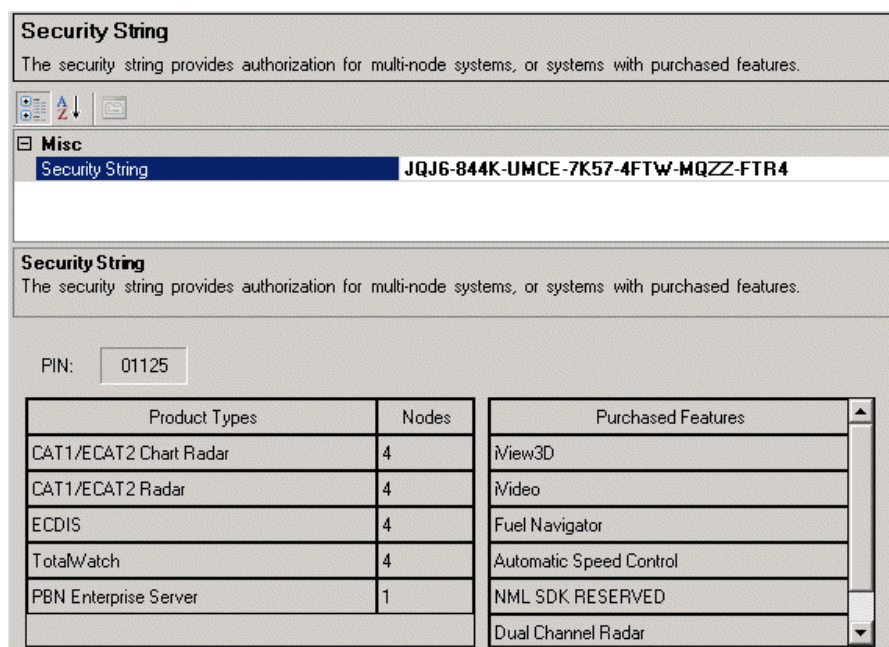 Security String
The security string provides authorization for multi-node systems, or systems with purchased features.
Misc
Security String JQJ6-844K-UMCE-7K57-4FTW-MQZZ-FTR4
Security String
The security string provides authorization for multi-node systems, or systems with purchased features.
PIN: 01125
Product Types Nodes
CAT1/ECAT2 Chart Radar 4
CAT1/ECAT2 Radar 4
ECDIS 4
TotalWatch 4
PBN Enterprise Server 1
Purchased Features
iView3D
iVideo
Fuel Navigator
Automatic Speed Control
NML SDK RESERVED
Dual Channel Radar